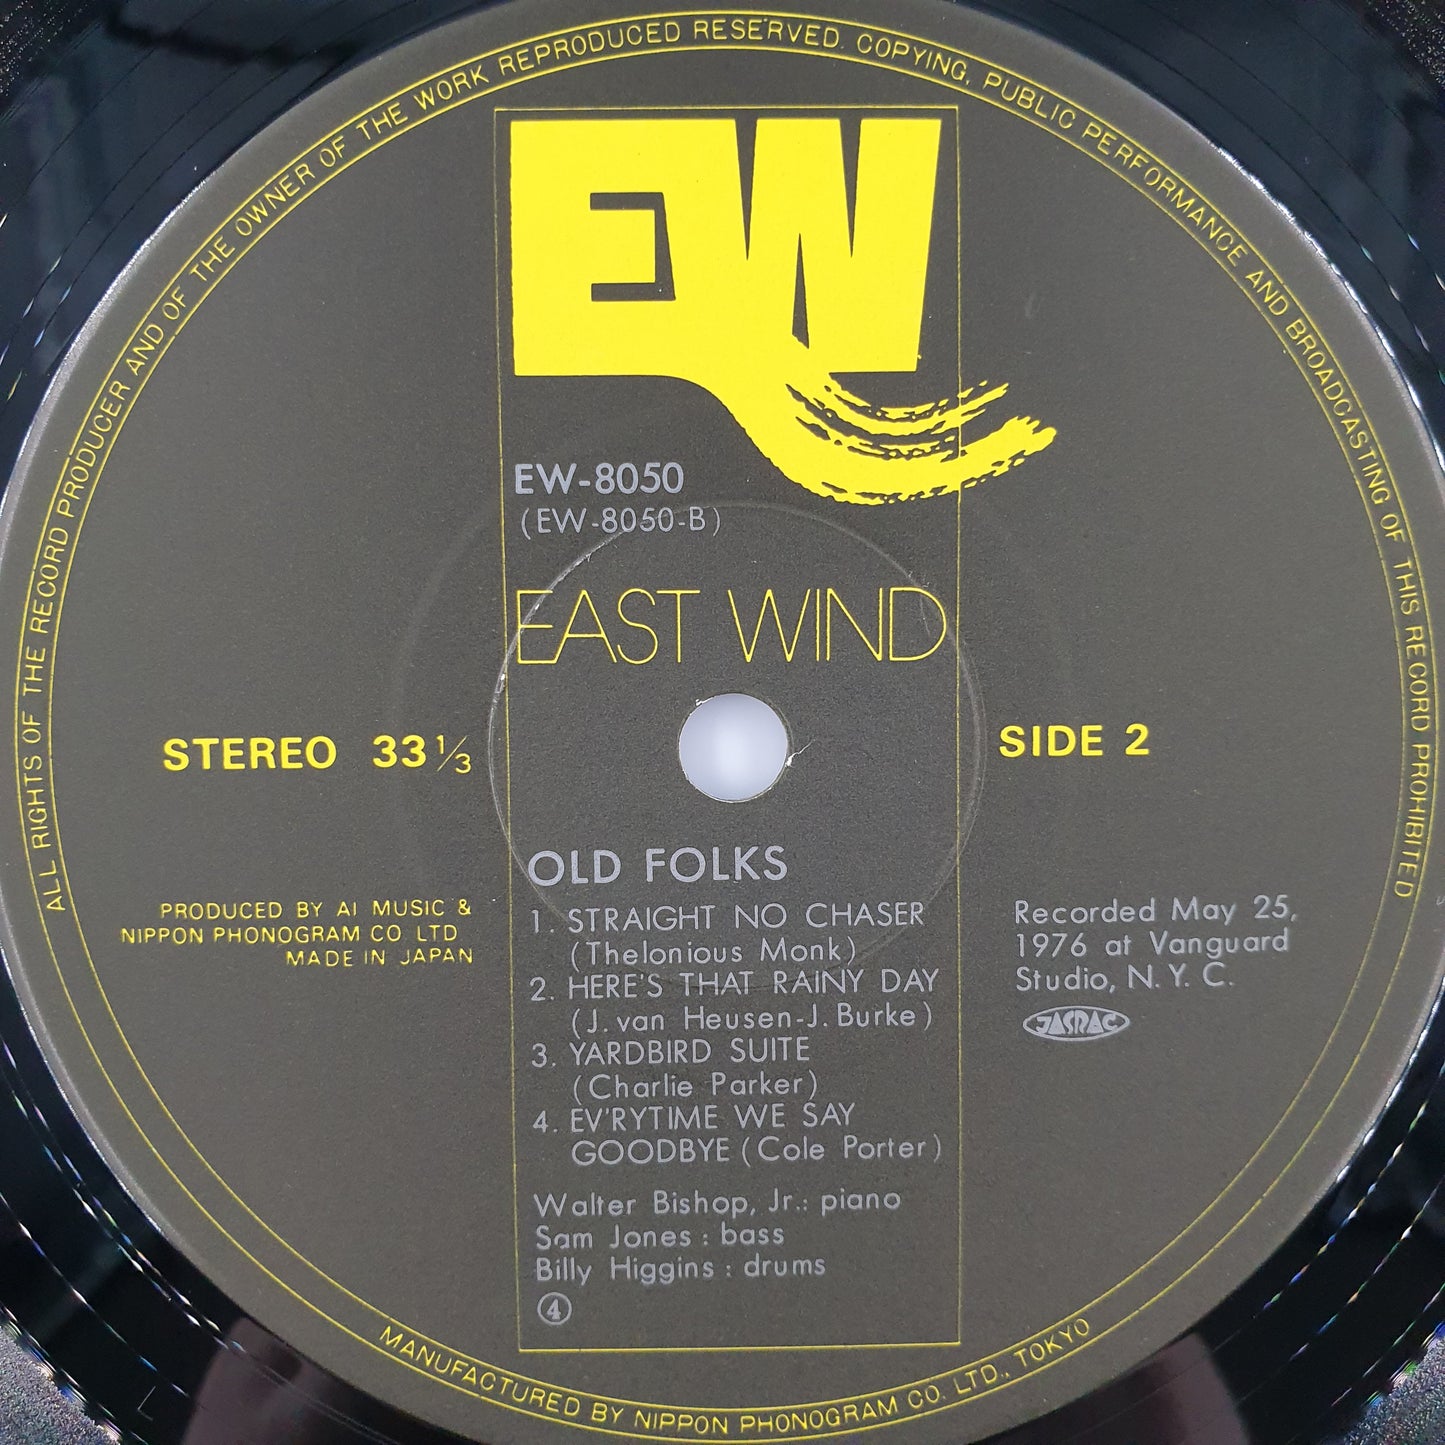 ALL RIGHTS OF THE RECORD PRODUCER AND OF THE OWNER OF THE WORK REPRODUCED RESERVED. COPYING, PUBLIC PERFORMANCE AND BROADCASTING OF THIS RECORD PROHIBITED
EW
EW-8050
(EW-8050-B)
EAST WIND
STEREO 33 1/3
SIDE 2
PRODUCED BY AI MUSIC &
NIPPON PHONOGRAM CO LTD
MADE IN JAPAN
OLD FOLKS
1. STRAIGHT NO CHASER
(Thelonious Monk)
2. HERE'S THAT RAINY DAY
(J. van Heusen-J. Burke)
3. YARDBIRD SUITE
(Charlie Parker)
4. EV'RYTIME WE SAY
GOODBYE (Cole Porter)
Walter Bishop, Jr.: piano
Sam Jones : bass
Billy Higgins : drums
④
Recorded May 25,
1976 at Vanguard
Studio, N. Y. C.
JASRAC
MANUFACTURED BY NIPPON PHONOGRAM CO. LTD., TOKYO